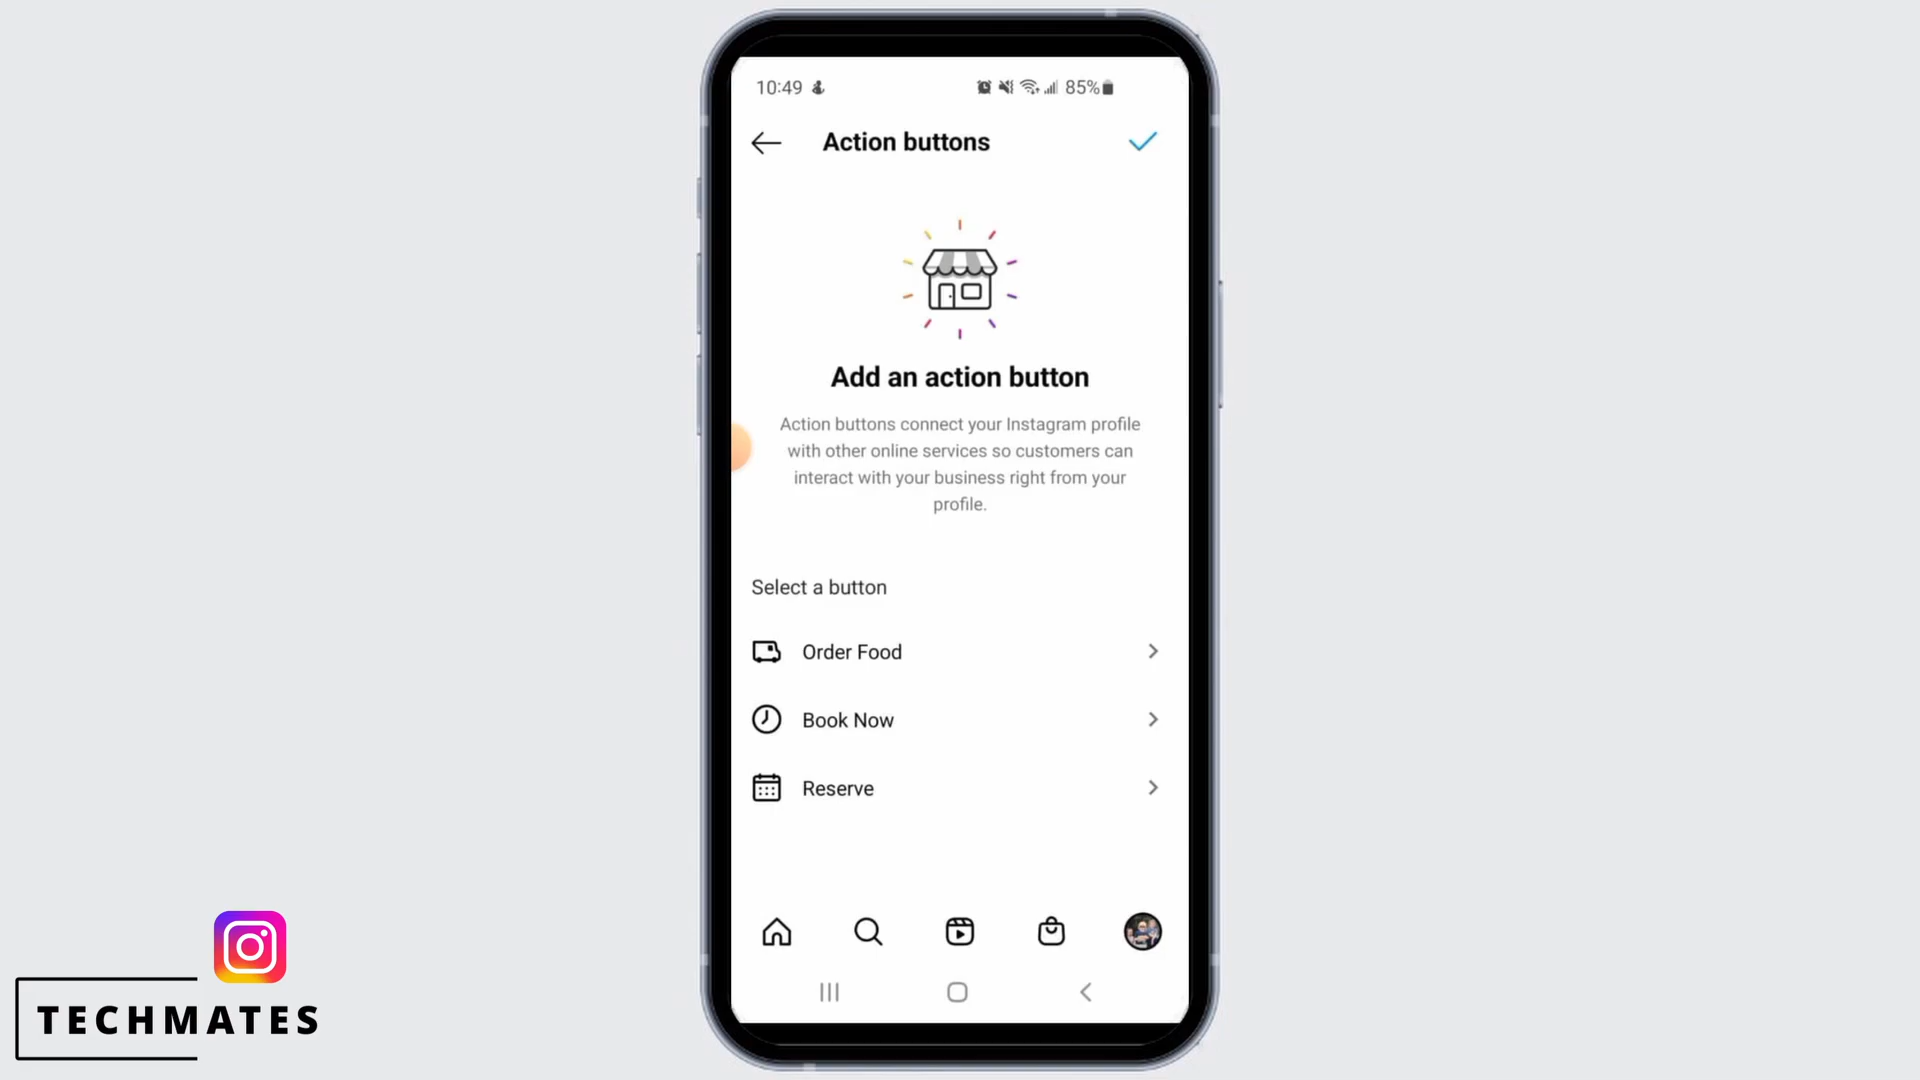 10:49
85%
Action buttons
Add an action button
Action buttons connect your Instagram profile
with other online services so customers can
interact with your business right from your
profile.
Select a button
Order Food
Book Now
Reserve
TECHMATES